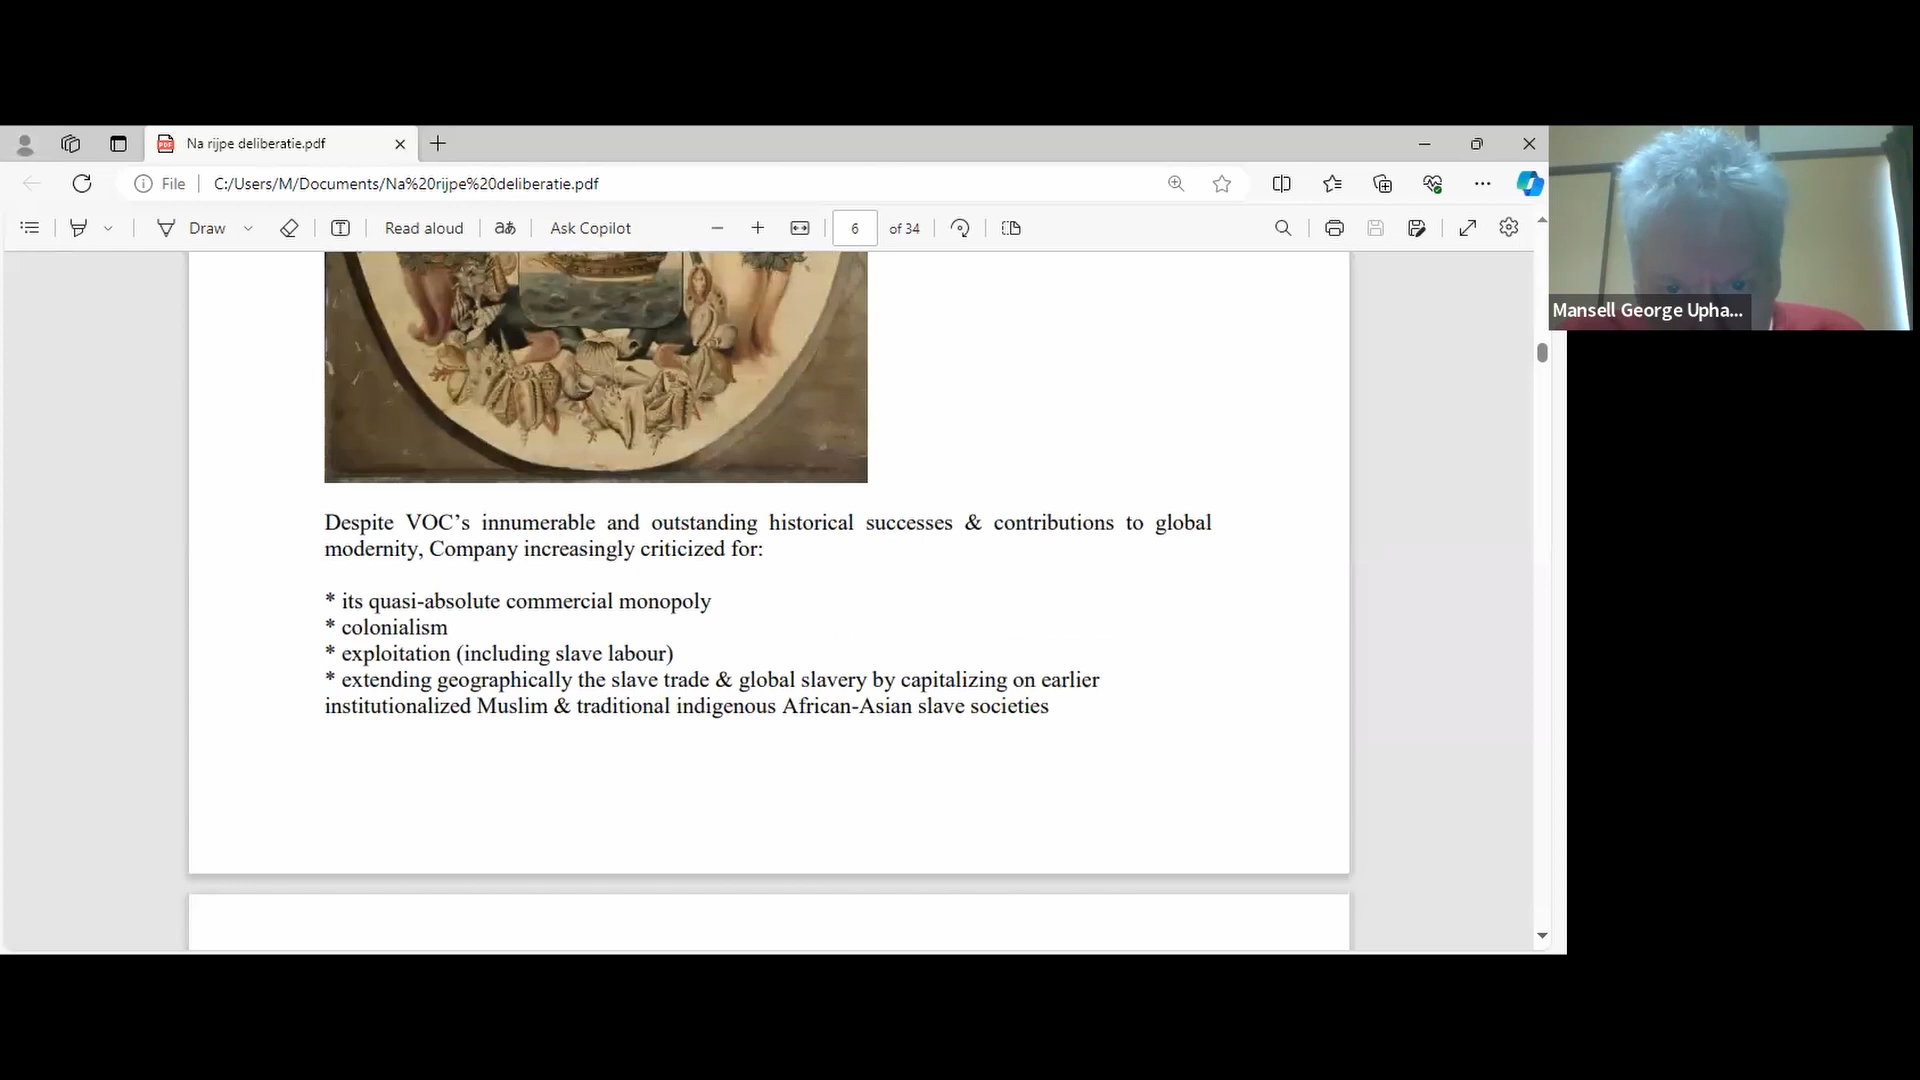 Na rijpe deliberatie.pdf
File
C:/Users/M/Documents/Na%20rijpe%20deliberatie.pdf
Draw
Read aloud
aあ
Ask Copilot
6 of 34
Mansell George Upha...
Despite VOC’s innumerable and outstanding historical successes & contributions to global
modernity, Company increasingly criticized for:
* its quasi-absolute commercial monopoly
* colonialism
* exploitation (including slave labour)
* extending geographically the slave trade & global slavery by capitalizing on earlier
institutionalized Muslim & traditional indigenous African-Asian slave societies